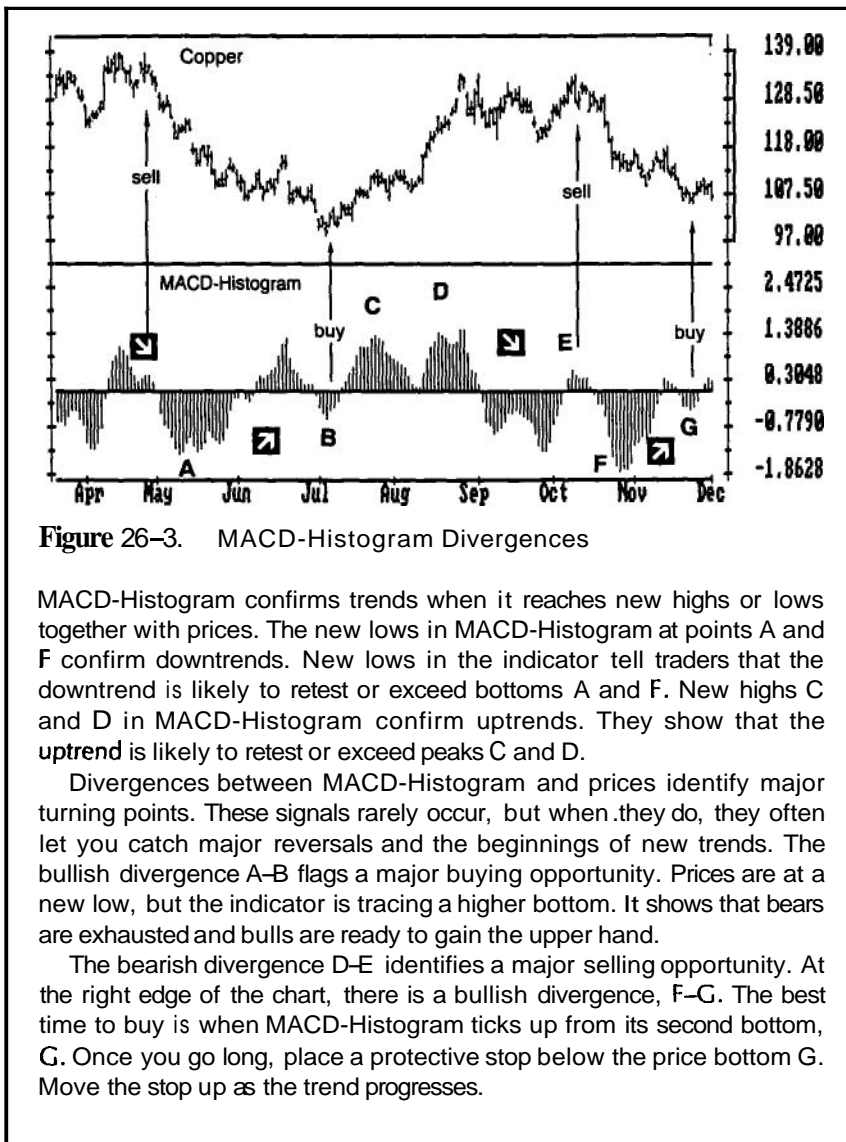 Copper
139.00
128.50
118.00
sell
sell
107.50
97.00
MACD-Histogram
2.4725
C
D
1.3886
buy
E
buy
0.3048
-0.7790
A
B
F
G
-1.8628
Apr May Jun Jul Aug Sep Oct Nov Dec
Figure 26–3. MACD-Histogram Divergences
MACD-Histogram confirms trends when it reaches new highs or lows
together with prices. The new lows in MACD-Histogram at points A and
F confirm downtrends. New lows in the indicator tell traders that the
downtrend is likely to retest or exceed bottoms A and F. New highs C
and D in MACD-Histogram confirm uptrends. They show that the
uptrend is likely to retest or exceed peaks C and D.
Divergences between MACD-Histogram and prices identify major
turning points. These signals rarely occur, but when .they do, they often
let you catch major reversals and the beginnings of new trends. The
bullish divergence A–B flags a major buying opportunity. Prices are at a
new low, but the indicator is tracing a higher bottom. It shows that bears
are exhausted and bulls are ready to gain the upper hand.
The bearish divergence D–E identifies a major selling opportunity. At
the right edge of the chart, there is a bullish divergence, F–G. The best
time to buy is when MACD-Histogram ticks up from its second bottom,
G. Once you go long, place a protective stop below the price bottom G.
Move the stop up as the trend progresses.